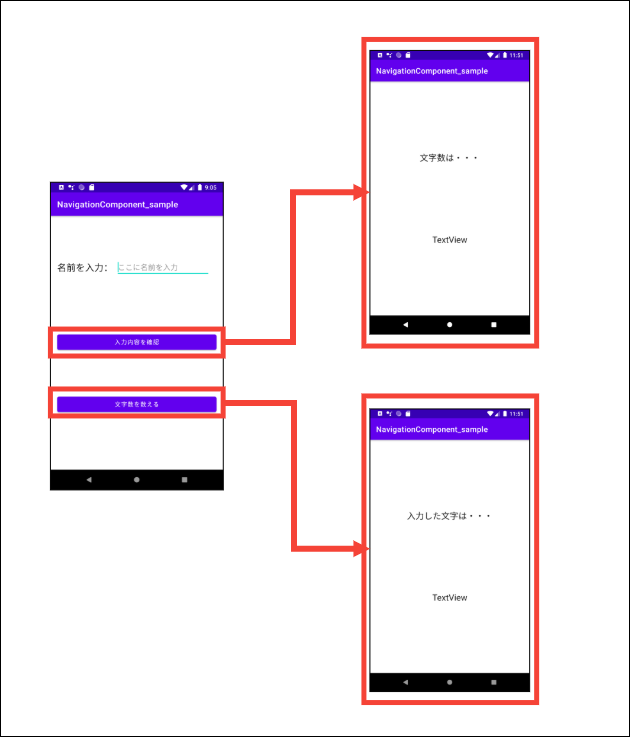 9:05
NavigationComponent_sample
名前を入力：
ここに名前を入力
入力内容を確認
文字数を数える
11:51
NavigationComponent_sample
文字数は・・・
TextView
11:51
NavigationComponent_sample
入力した文字は・・・
TextView